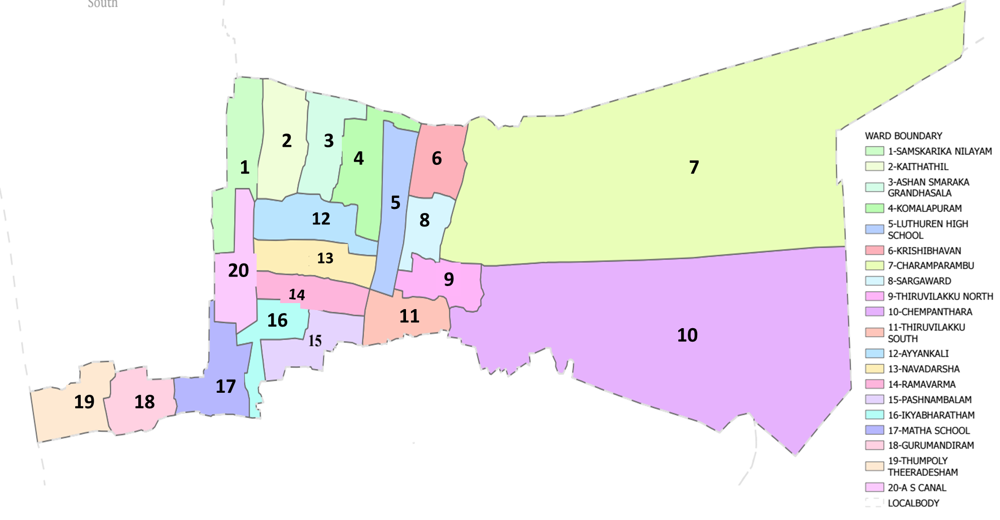 South
1
2
3
4
5
6
7
8
9
10
11
12
13
14
15
16
17
18
19
20
WARD BOUNDARY
1-SAMSKARIKA NILAYAM
2-KAITHATHIL
3-ASHAN SMARAKA
GRANDHASALA
4-KOMALAPURAM
5-LUTHUREN HIGH
SCHOOL
6-KRISHIBHAVAN
7-CHARAMPARAMBU
8-SARGAWARD
9-THIRUVILAKKU NORTH
10-CHEMPANTHARA
11-THIRUVILAKKU
SOUTH
12-AYYANKALI
13-NAVADARSHA
14-RAMAVARMA
15-PASHNAMBALAM
16-IKYABHARATHAM
17-MATHA SCHOOL
18-GURUMANDIRAM
19-THUMPOLY
THEERADESHAM
20-A S CANAL
LOCALBODY